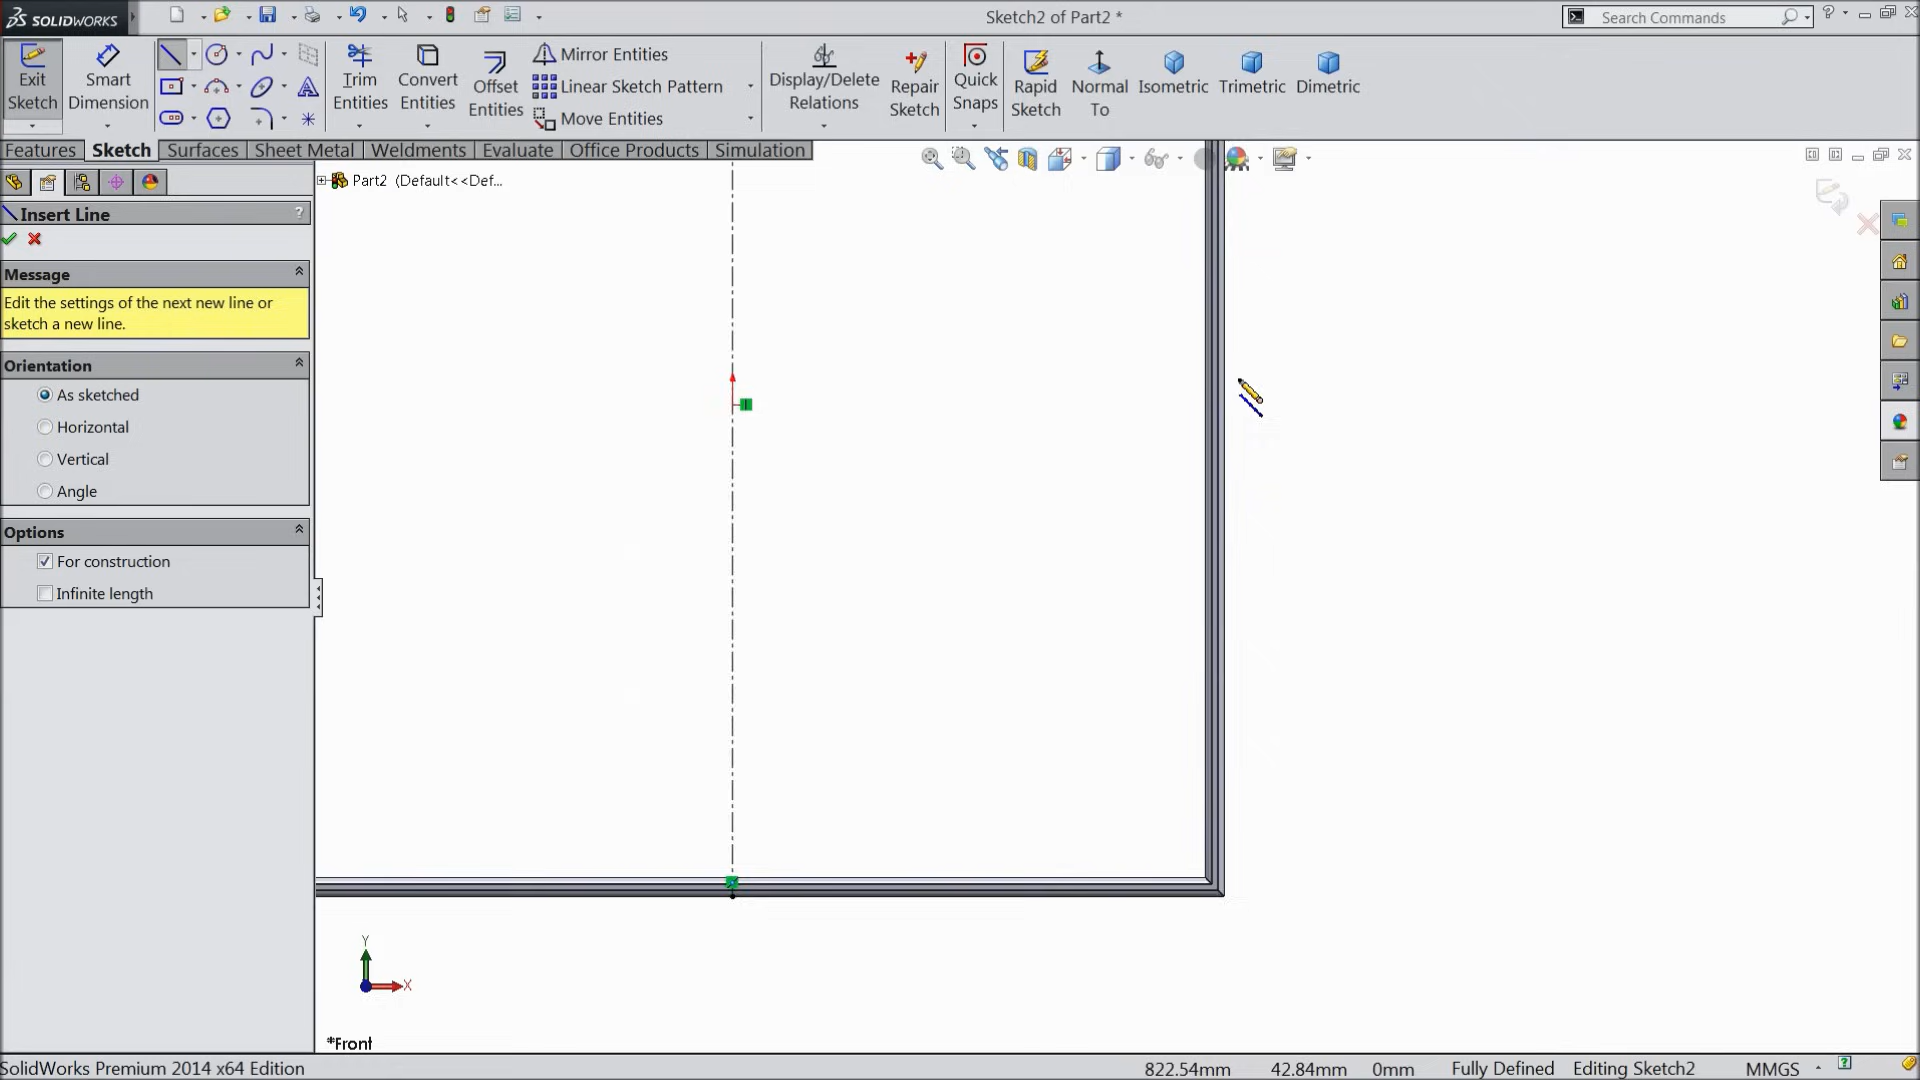 SOLIDWORKS
Sketch2 of Part2 *
Search Commands
Exit Sketch
Smart Dimension
Trim Entities
Convert Entities
Offset Entities
Mirror Entities
Linear Sketch Pattern
Move Entities
Display/Delete Relations
Repair Sketch
Quick Snaps
Rapid Sketch
Normal To
Isometric
Trimetric
Dimetric
Features
Sketch
Surfaces
Sheet Metal
Weldments
Evaluate
Office Products
Simulation
Part2 (Default<<Def...
Insert Line
?
Message
Edit the settings of the next new line or
sketch a new line.
Orientation
As sketched
Horizontal
Vertical
Angle
Options
For construction
Infinite length
Y
X
*Front
SolidWorks Premium 2014 x64 Edition
822.54mm
42.84mm
0mm
Fully Defined
Editing Sketch2
MMGS